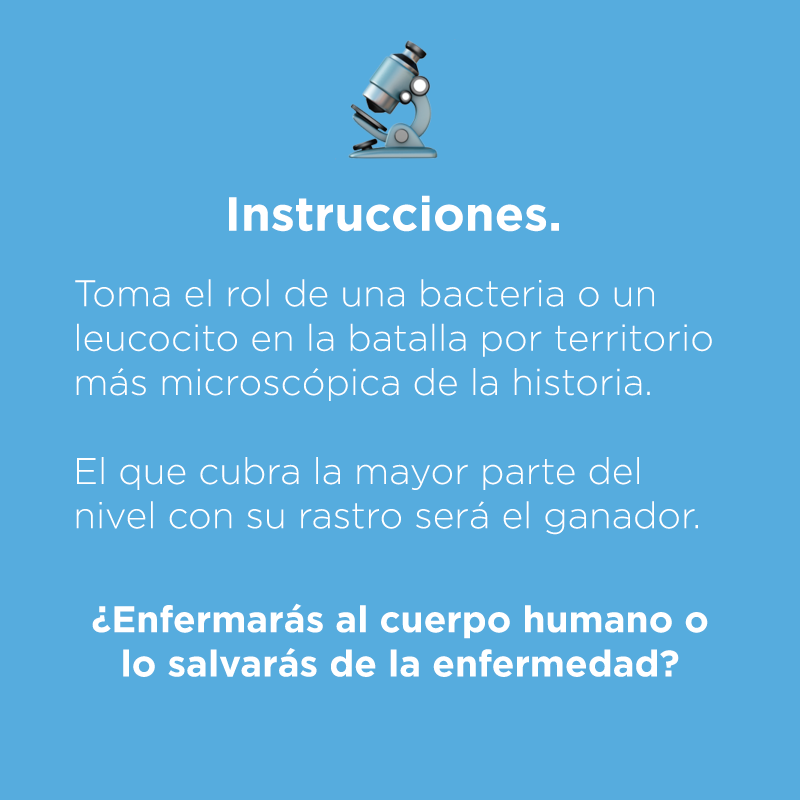 Instrucciones.
Toma el rol de una bacteria o un
leucocito en la batalla por territorio
más microscópica de la historia.
El que cubra la mayor parte del
nivel con su rastro será el ganador.
¿Enfermarás al cuerpo humano o
lo salvarás de la enfermedad?